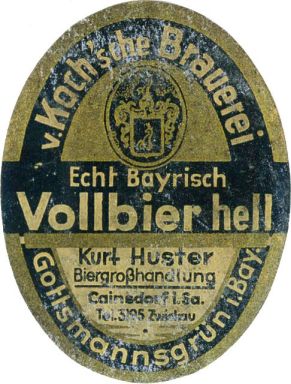 v. Koch'sche Brauerei
Echt Bayrisch
Vollbier hell
Kurt Huster
Biergroßhandlung
Cainsdorf i. Sa.
Tel. 3195 Zwickau
Gottsmannsgrün i. Bay.